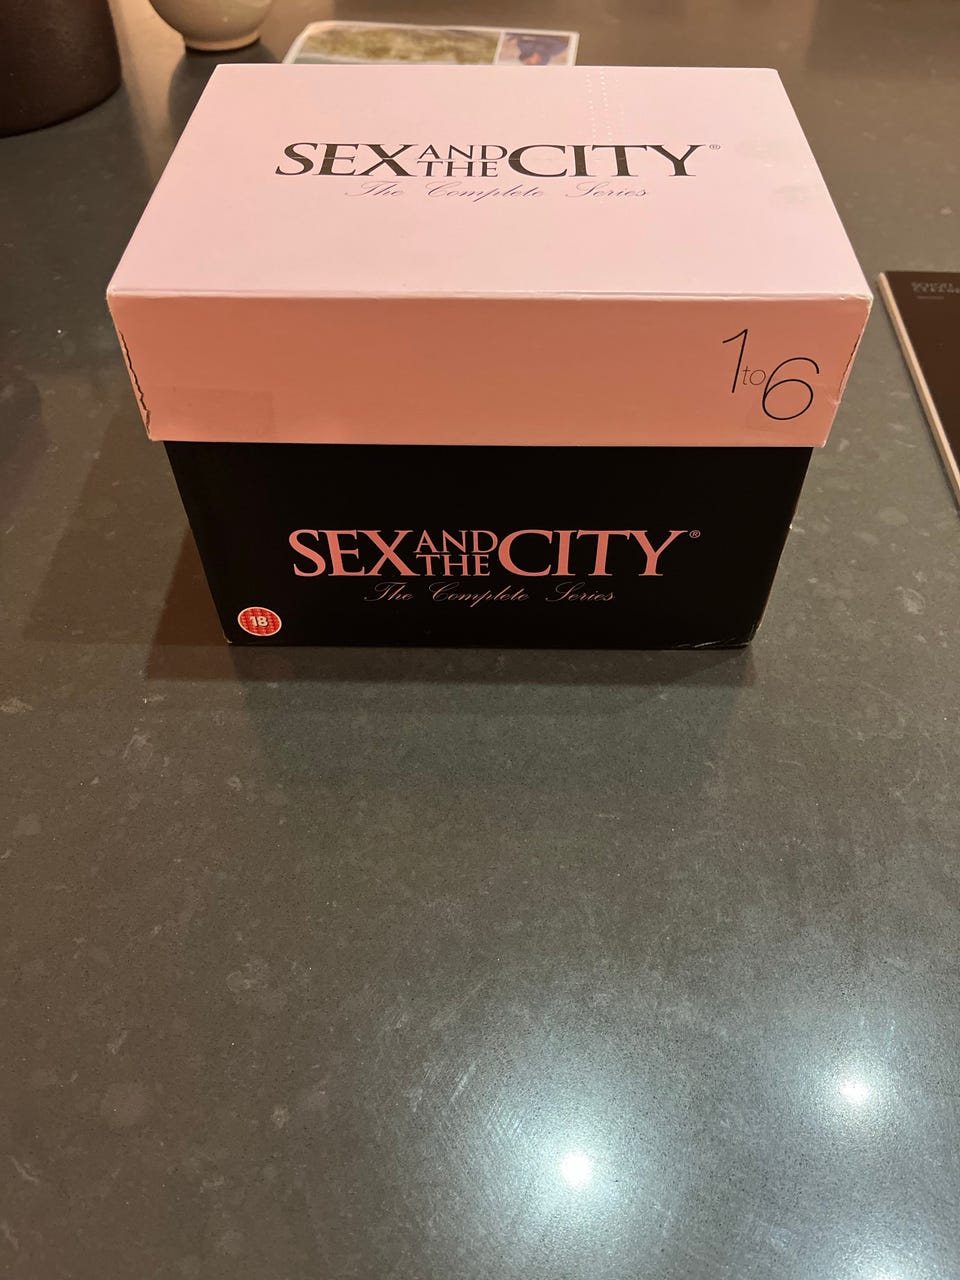 SEX AND THE CITY®
The Complete Series
1 to 6
SEX AND THE CITY®
The Complete Series
18